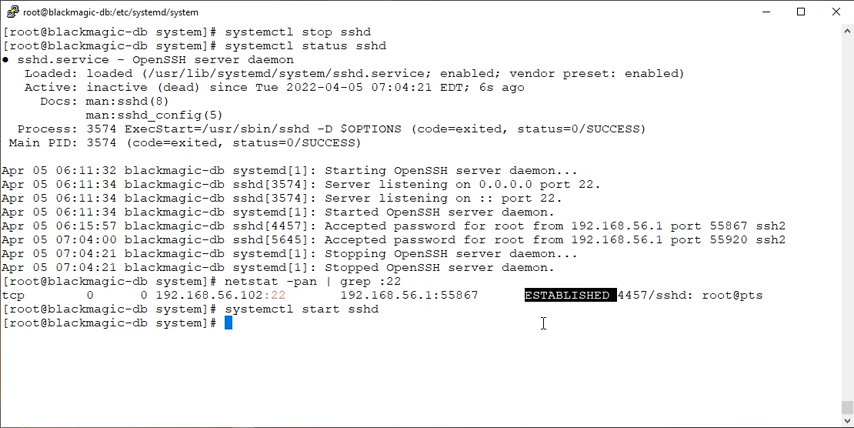 root@blackmagic-db:/etc/systemd/system
[root@blackmagic-db system]# systemctl stop sshd
[root@blackmagic-db system]# systemctl status sshd
● sshd.service - OpenSSH server daemon
   Loaded: loaded (/usr/lib/systemd/system/sshd.service; enabled; vendor preset: enabled)
   Active: inactive (dead) since Tue 2022-04-05 07:04:21 EDT; 6s ago
     Docs: man:sshd(8)
           man:sshd_config(5)
  Process: 3574 ExecStart=/usr/sbin/sshd -D $OPTIONS (code=exited, status=0/SUCCESS)
 Main PID: 3574 (code=exited, status=0/SUCCESS)
Apr 05 06:11:32 blackmagic-db systemd[1]: Starting OpenSSH server daemon...
Apr 05 06:11:34 blackmagic-db sshd[3574]: Server listening on 0.0.0.0 port 22.
Apr 05 06:11:34 blackmagic-db sshd[3574]: Server listening on :: port 22.
Apr 05 06:11:34 blackmagic-db systemd[1]: Started OpenSSH server daemon.
Apr 05 06:15:57 blackmagic-db sshd[4457]: Accepted password for root from 192.168.56.1 port 55867 ssh2
Apr 05 07:04:00 blackmagic-db sshd[5645]: Accepted password for root from 192.168.56.1 port 55920 ssh2
Apr 05 07:04:21 blackmagic-db systemd[1]: Stopping OpenSSH server daemon...
Apr 05 07:04:21 blackmagic-db systemd[1]: Stopped OpenSSH server daemon.
[root@blackmagic-db system]# netstat -pan | grep :22
tcp        0      0 192.168.56.102:22       192.168.56.1:55867      ESTABLISHED 4457/sshd: root@pts
[root@blackmagic-db system]# systemctl start sshd
[root@blackmagic-db system]#